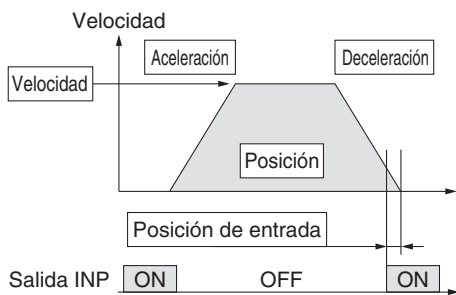 Velocidad
Aceleración
Deceleración
Velocidad
Posición
Posición de entrada
Salida INP ON OFF ON